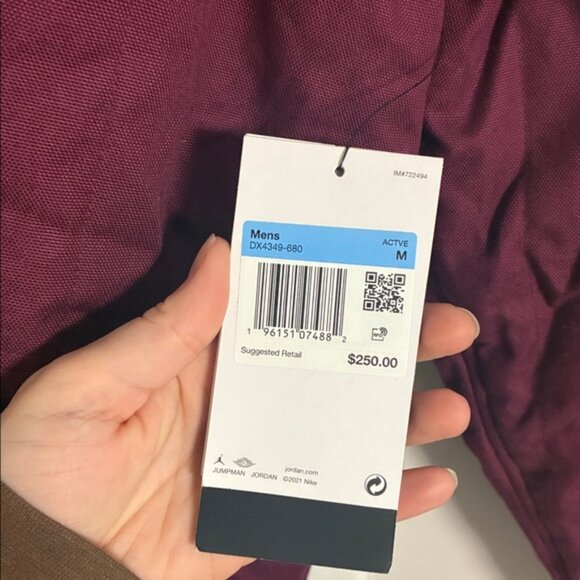 IM#722494
Mens
DX4349-680
ACTVE
M
1 96151 07488 2
Suggested Retail
$250.00
JUMPMAN JORDAN
jordan.com
©2021 Nike